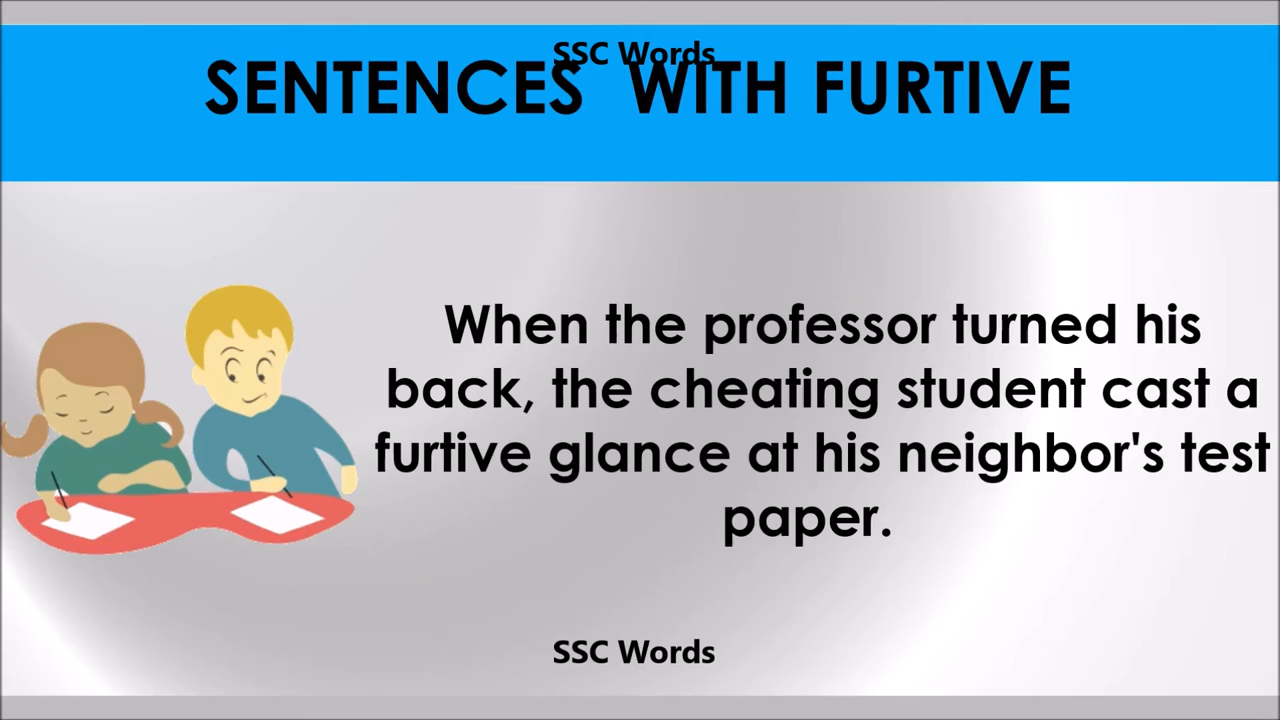 SSC Words
SENTENCES WITH FURTIVE
When the professor turned his
back, the cheating student cast a
furtive glance at his neighbor's test
paper.
SSC Words